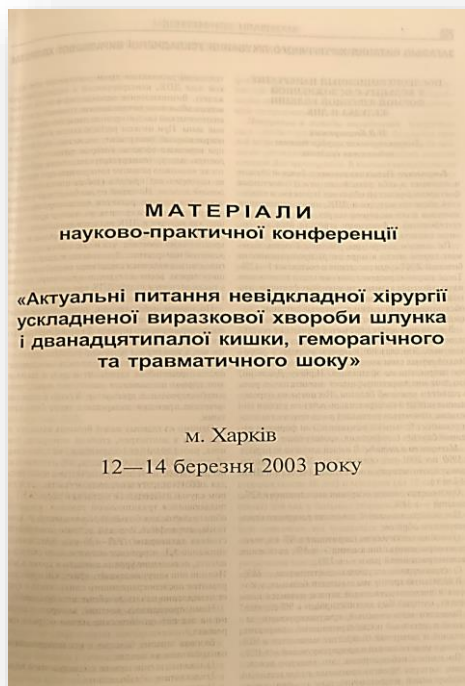 МАТЕРІАЛИ
науково-практичної конференції
«Актуальні питання невідкладної хірургії
ускладненої виразкової хвороби шлунка
і дванадцятипалої кишки, геморагічного
та травматичного шоку»
м. Харків
12—14 березня 2003 року